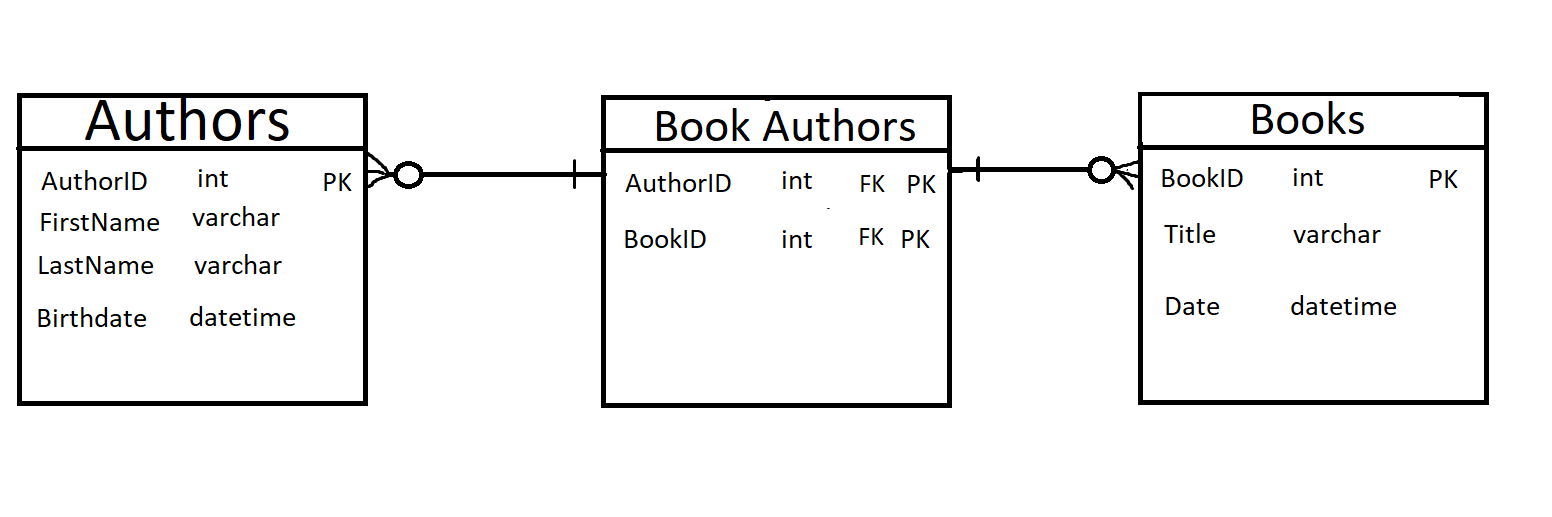 Authors
AuthorID int PK
FirstName varchar
LastName varchar
Birthdate datetime
Book Authors
AuthorID int FK PK
BookID int FK PK
Books
BookID int PK
Title varchar
Date datetime